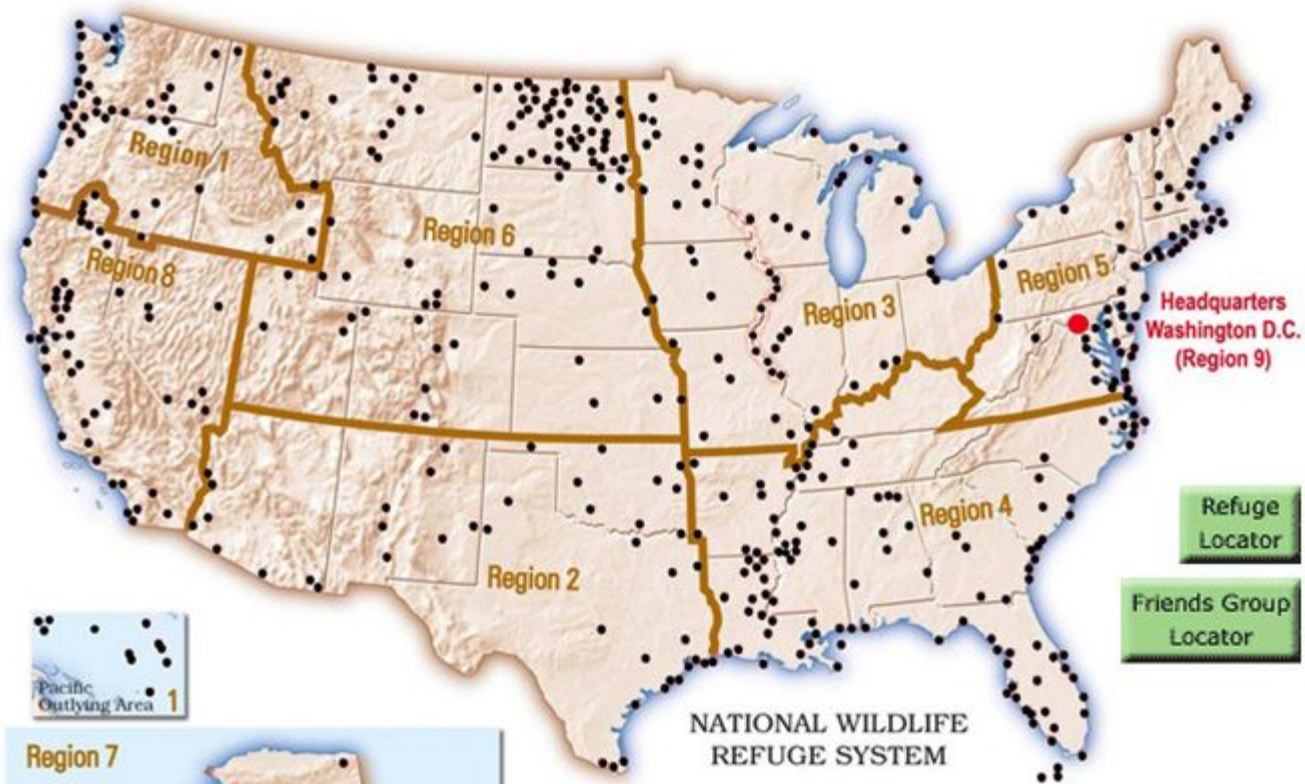 Region 1
Region 6
Region 8
Region 5
Region 3
Headquarters
Washington D.C.
(Region 9)
Region 4
Refuge
Locator
Region 2
Friends Group
Locator
Pacific
Outlying Area 1
NATIONAL WILDLIFE
REFUGE SYSTEM
Region 7